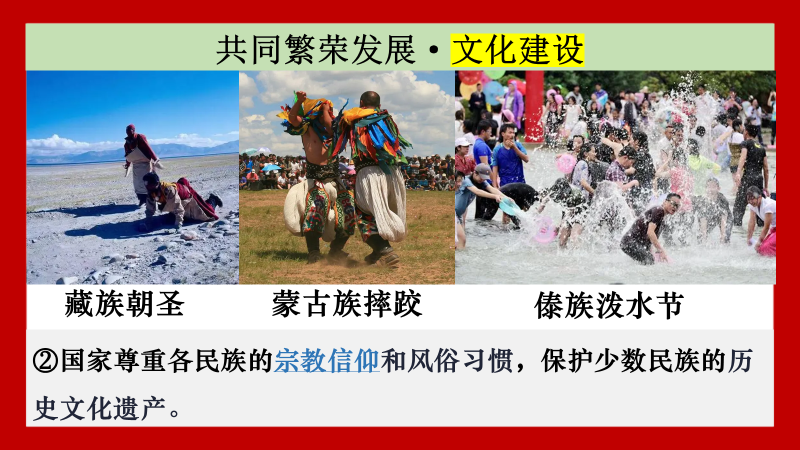 共同繁荣发展·文化建设
藏族朝圣
蒙古族摔跤
傣族泼水节
②国家尊重各民族的宗教信仰和风俗习惯，保护少数民族的历
史文化遗产。